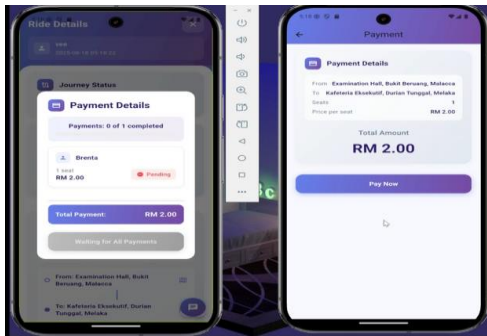 Ride Details
Journey Status
Payment Details
Payments: 0 of 1 completed
Bronta
1 seat
RM 2.00
Pending
Total Payment:
RM 2.00
Waiting for All Payments
From: Examination Hall, Bukit
Beruang, Malacca
To: Kafeteria Eksekutif, Durian
Tunggal, Melaka
Payment
Payment Details
From Examination Hall, Bukit Beruang, Malacca
To Kafeteria Eksekutif, Durian Tunggal, Melaka
Seats 1
Price per seat RM 2.00
Total Amount
RM 2.00
Pay Now